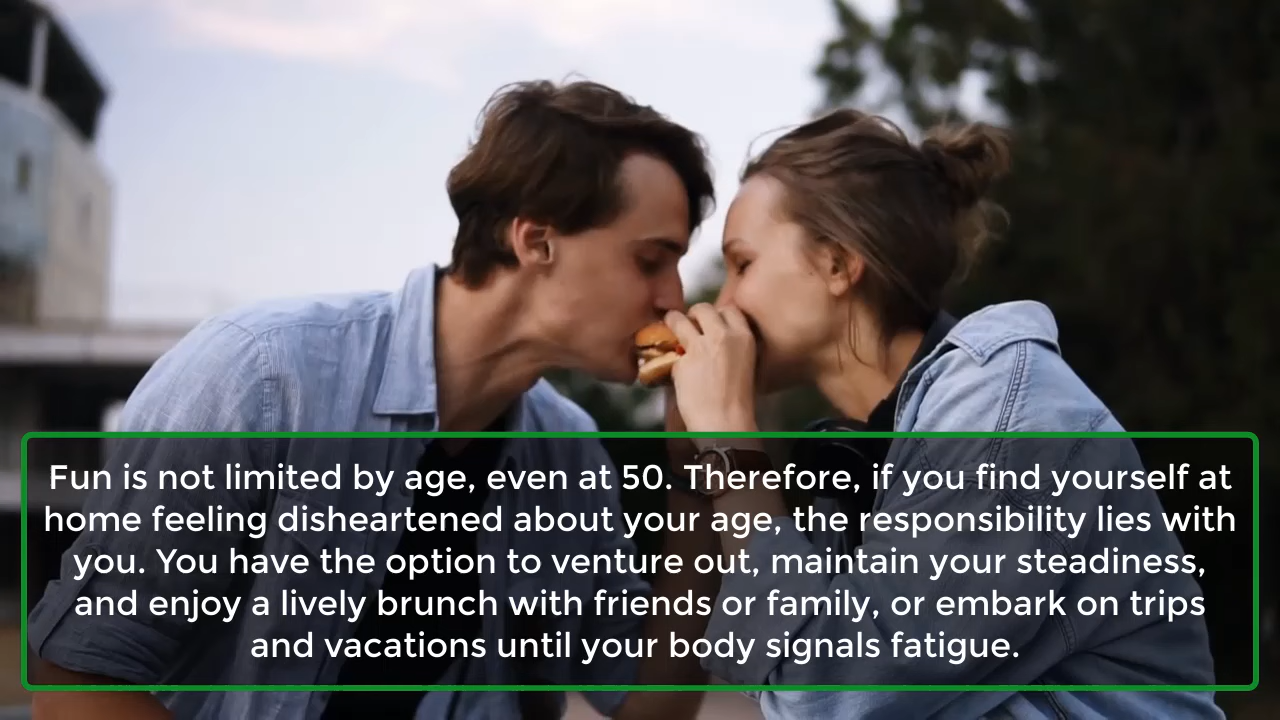 Fun is not limited by age, even at 50. Therefore, if you find yourself at
home feeling disheartened about your age, the responsibility lies with
you. You have the option to venture out, maintain your steadiness,
and enjoy a lively brunch with friends or family, or embark on trips
and vacations until your body signals fatigue.